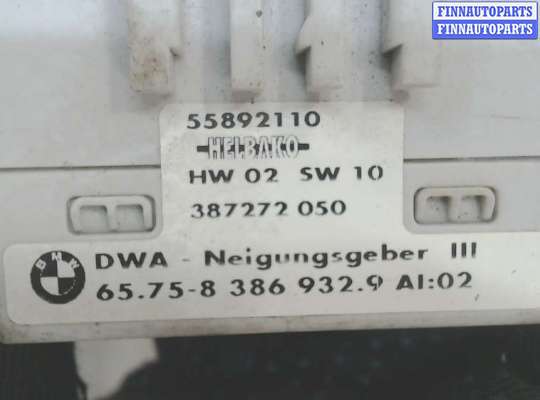 FINNAUTOPARTS
FINNAUTOPARTS
55892110
HELBAKO
HW 02 SW 10
387272 050
BMW
DWA - Neigungsgeber III
65.75-8 386 932.9 AI:02